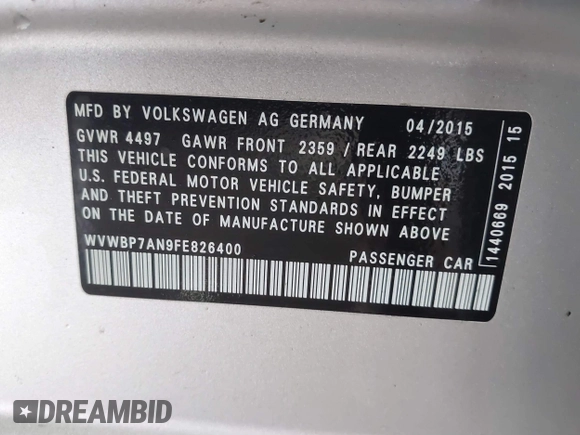 MFD BY VOLKSWAGEN AG GERMANY 04/2015
GVWR 4497 GAWR FRONT 2359 / REAR 2249 LBS
THIS VEHICLE CONFORMS TO ALL APPLICABLE
U.S. FEDERAL MOTOR VEHICLE SAFETY, BUMPER
AND THEFT PREVENTION STANDARDS IN EFFECT
ON THE DATE OF MANUFACTURE SHOWN ABOVE.
WVWBP7AN9FE826400 PASSENGER CAR
1440669 2015 15
DREAMBID